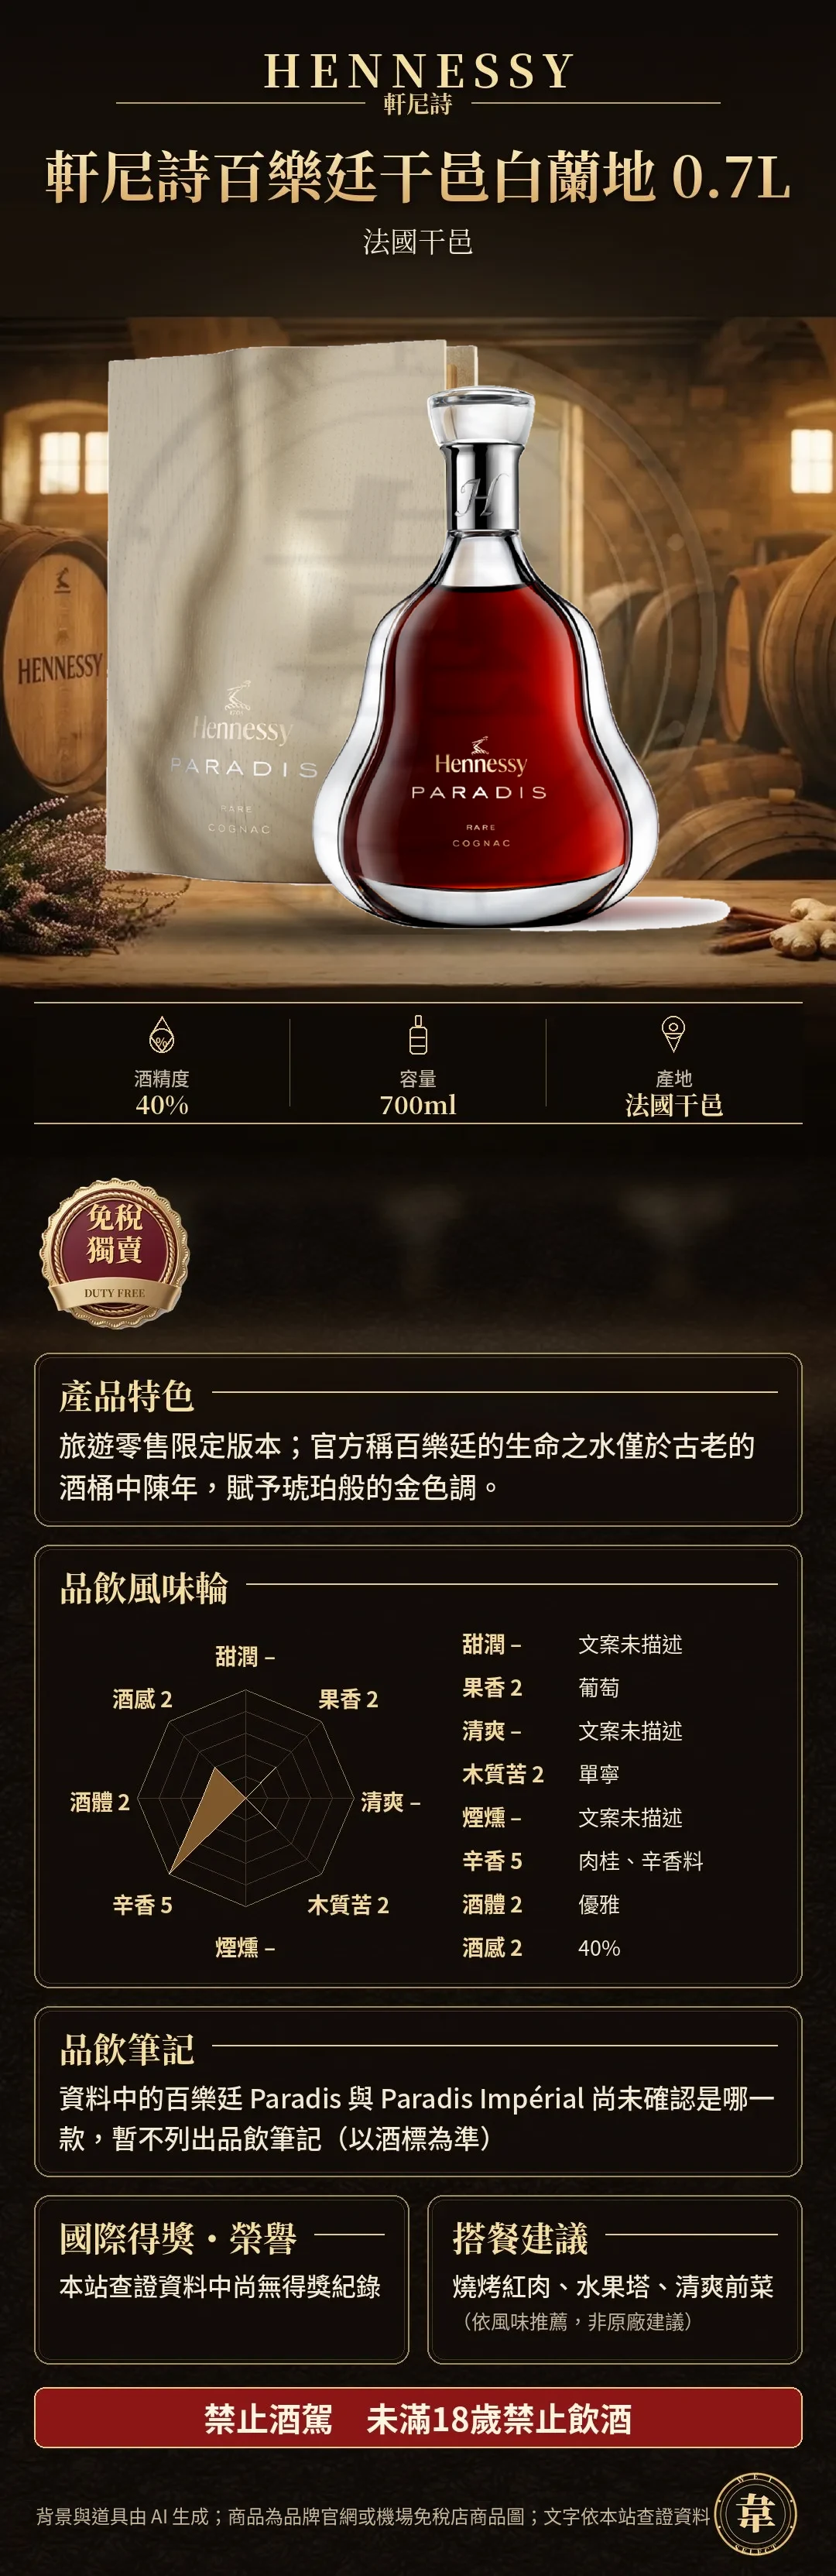 HENNESSY
軒尼詩
軒尼詩百樂廷干邑白蘭地 0.7L
法國干邑
H
HENNESSY
Hennessy
PARADIS
RARE
COGNAC
Hennessy
PARADIS
RARE
COGNAC
%
酒精度
40%
容量
700ml
產地
法國干邑
免稅
獨賣
DUTY FREE
產品特色
旅遊零售限定版本；官方稱百樂廷的生命之水僅於古老的
酒桶中陳年，賦予琥珀般的金色調。
品飲風味輪
甜潤 –
酒感 2
果香 2
酒體 2
清爽 –
辛香 5
木質苦 2
煙燻 –
甜潤 – 文案未描述
果香 2 葡萄
清爽 – 文案未描述
木質苦 2 單寧
煙燻 – 文案未描述
辛香 5 肉桂、辛香料
酒體 2 優雅
酒感 2 40%
品飲筆記
資料中的百樂廷 Paradis 與 Paradis Impérial 尚未確認是哪一
款，暫不列出品飲筆記（以酒標為準）
國際得獎・榮譽
本站查證資料中尚無得獎紀錄
搭餐建議
燒烤紅肉、水果塔、清爽前菜
（依風味推薦，非原廠建議）
禁止酒駕 未滿18歲禁止飲酒
背景與道具由 AI 生成；商品為品牌官網或機場免稅店商品圖；文字依本站查證資料
WEI
韋
SELECT